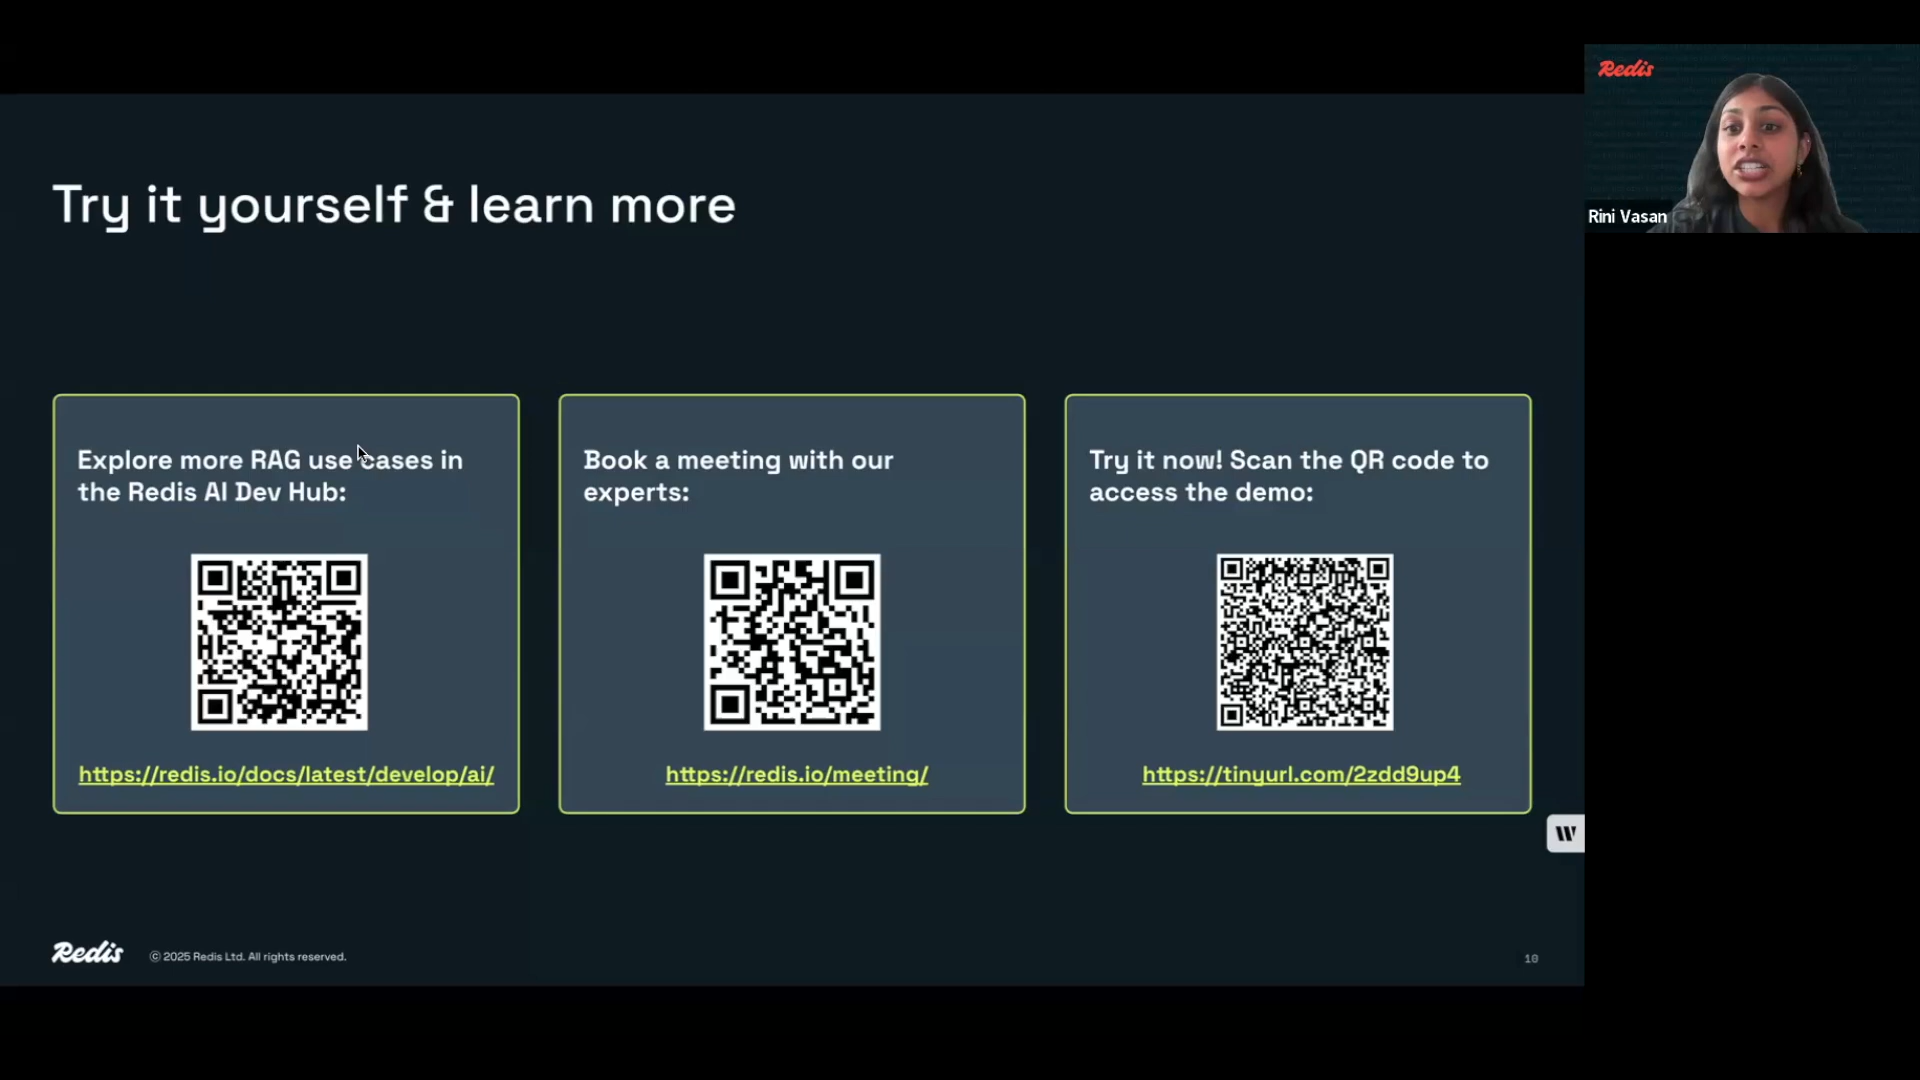 Redis
Rini Vasan
Try it yourself & learn more
Explore more RAG use cases in
the Redis AI Dev Hub:
https://redis.io/docs/latest/develop/ai/
Book a meeting with our
experts:
https://redis.io/meeting/
Try it now! Scan the QR code to
access the demo:
https://tinyurl.com/2zdd9up4
W
Redis
© 2025 Redis Ltd. All rights reserved.
10